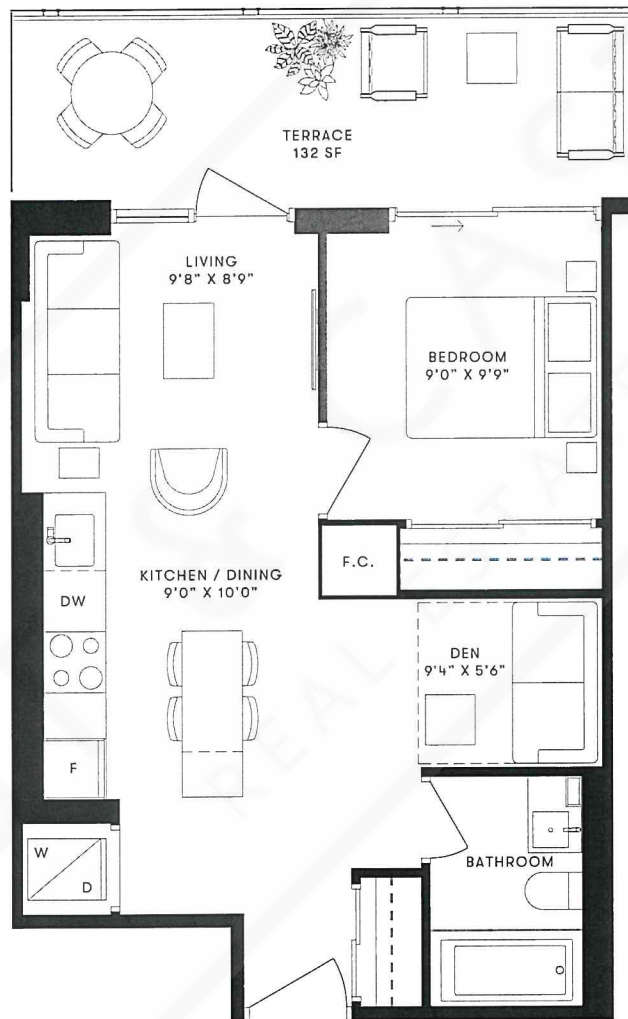 TERRACE
132 SF
LIVING
9'8" X 8'9"
BEDROOM
9'0" X 9'9"
F.C.
KITCHEN / DINING
9'0" X 10'0"
DW
DEN
9'4" X 5'6"
F
W
D
BATHROOM